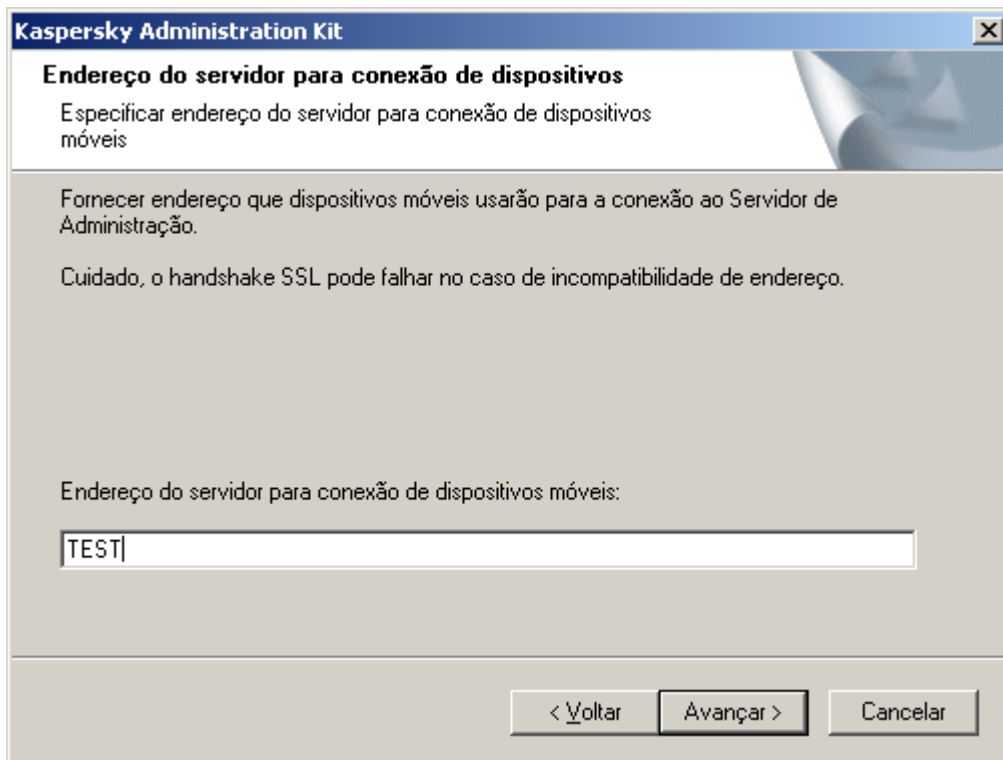 Kaspersky Administration Kit
Endereço do servidor para conexão de dispositivos
Especificar endereço do servidor para conexão de dispositivos
móveis
Fornecer endereço que dispositivos móveis usarão para a conexão ao Servidor de
Administração.
Cuidado, o handshake SSL pode falhar no caso de incompatibilidade de endereço.
Endereço do servidor para conexão de dispositivos móveis:
TEST
< Voltar Avançar > Cancelar